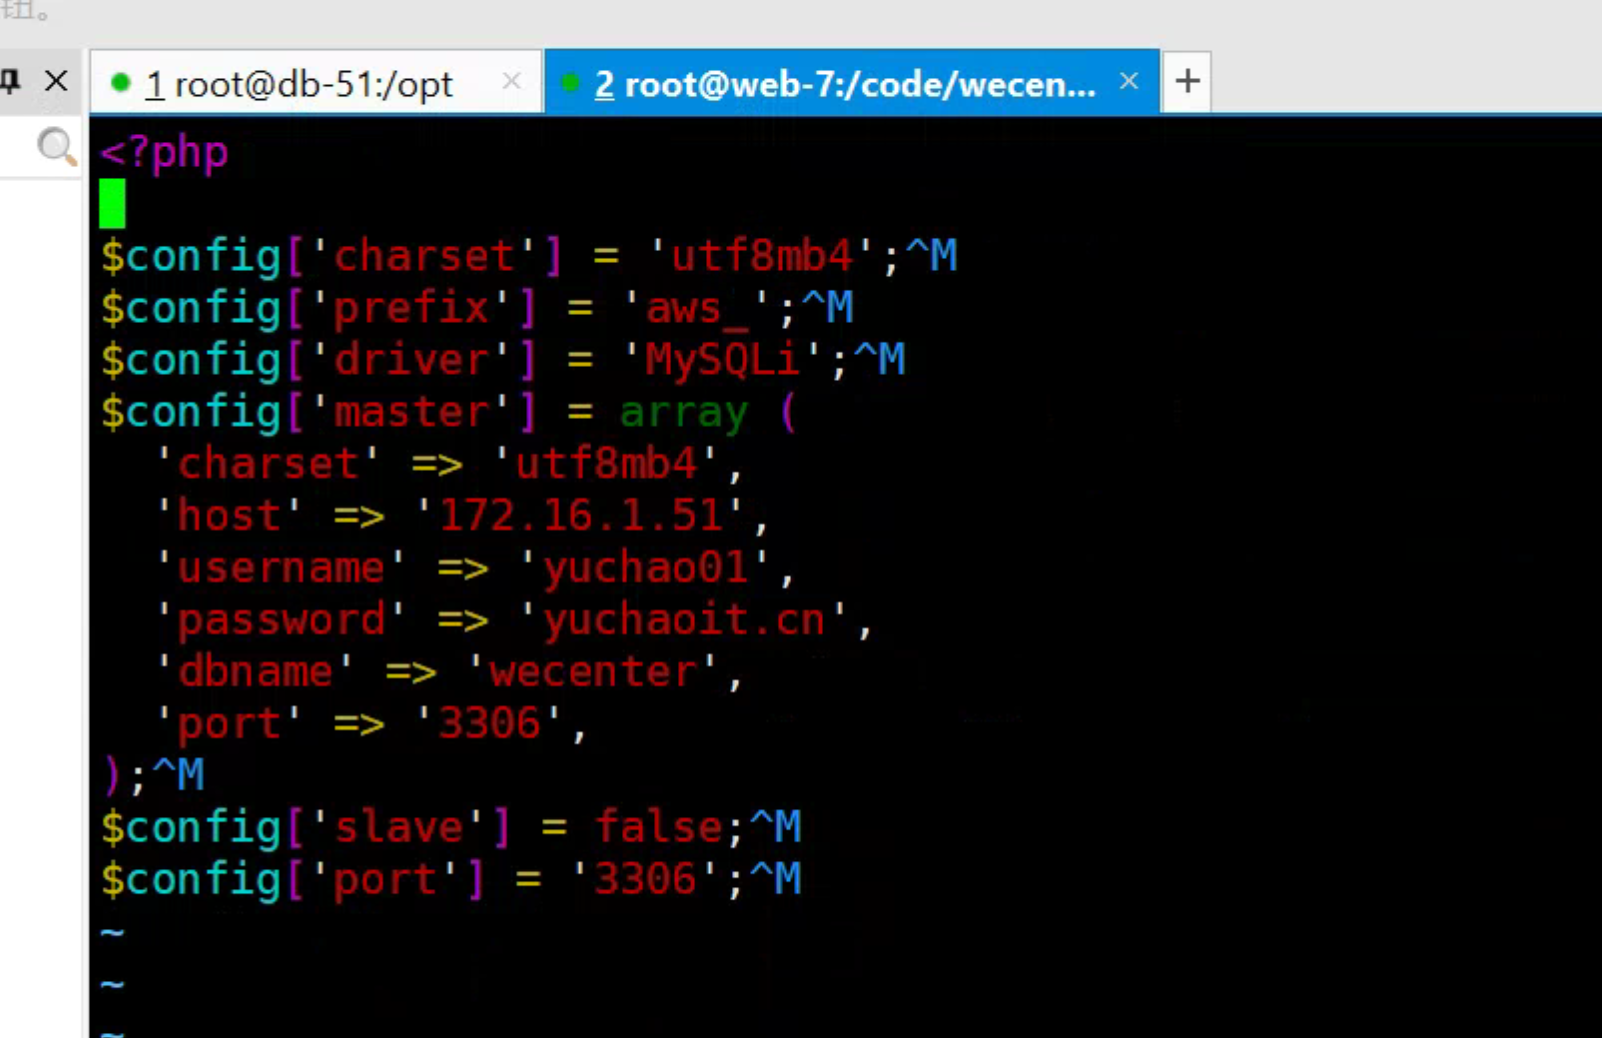 钮。
1 root@db-51:/opt
2 root@web-7:/code/wecen...
<?php
$config['charset'] = 'utf8mb4';^M
$config['prefix'] = 'aws_';^M
$config['driver'] = 'MySQLi';^M
$config['master'] = array (
  'charset' => 'utf8mb4',
  'host' => '172.16.1.51',
  'username' => 'yuchao01',
  'password' => 'yuchaoit.cn',
  'dbname' => 'wecenter',
  'port' => '3306',
);^M
$config['slave'] = false;^M
$config['port'] = '3306';^M
~
~
~